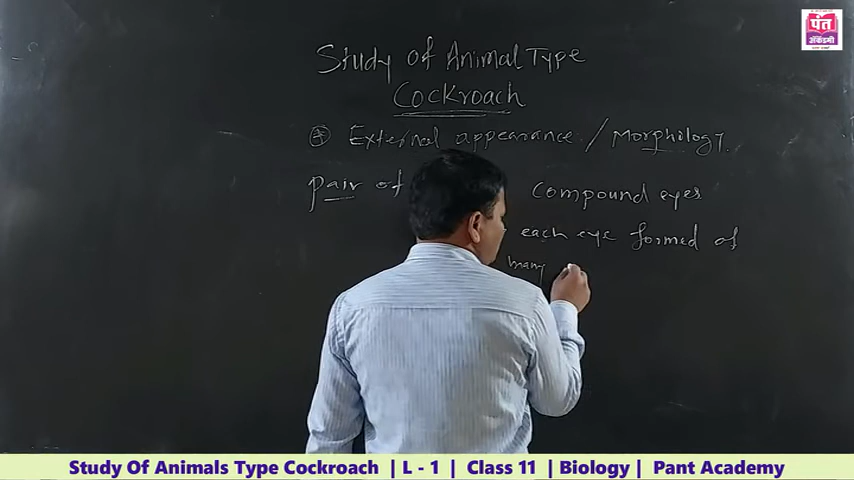 पंत
अ‍ॅकॅडमी
Study of Animal Type
Cockroach
External appearance / Morphology
Pair of
Compound eyes
each eye formed of
many
Study Of Animals Type Cockroach | L - 1 | Class 11 | Biology | Pant Academy